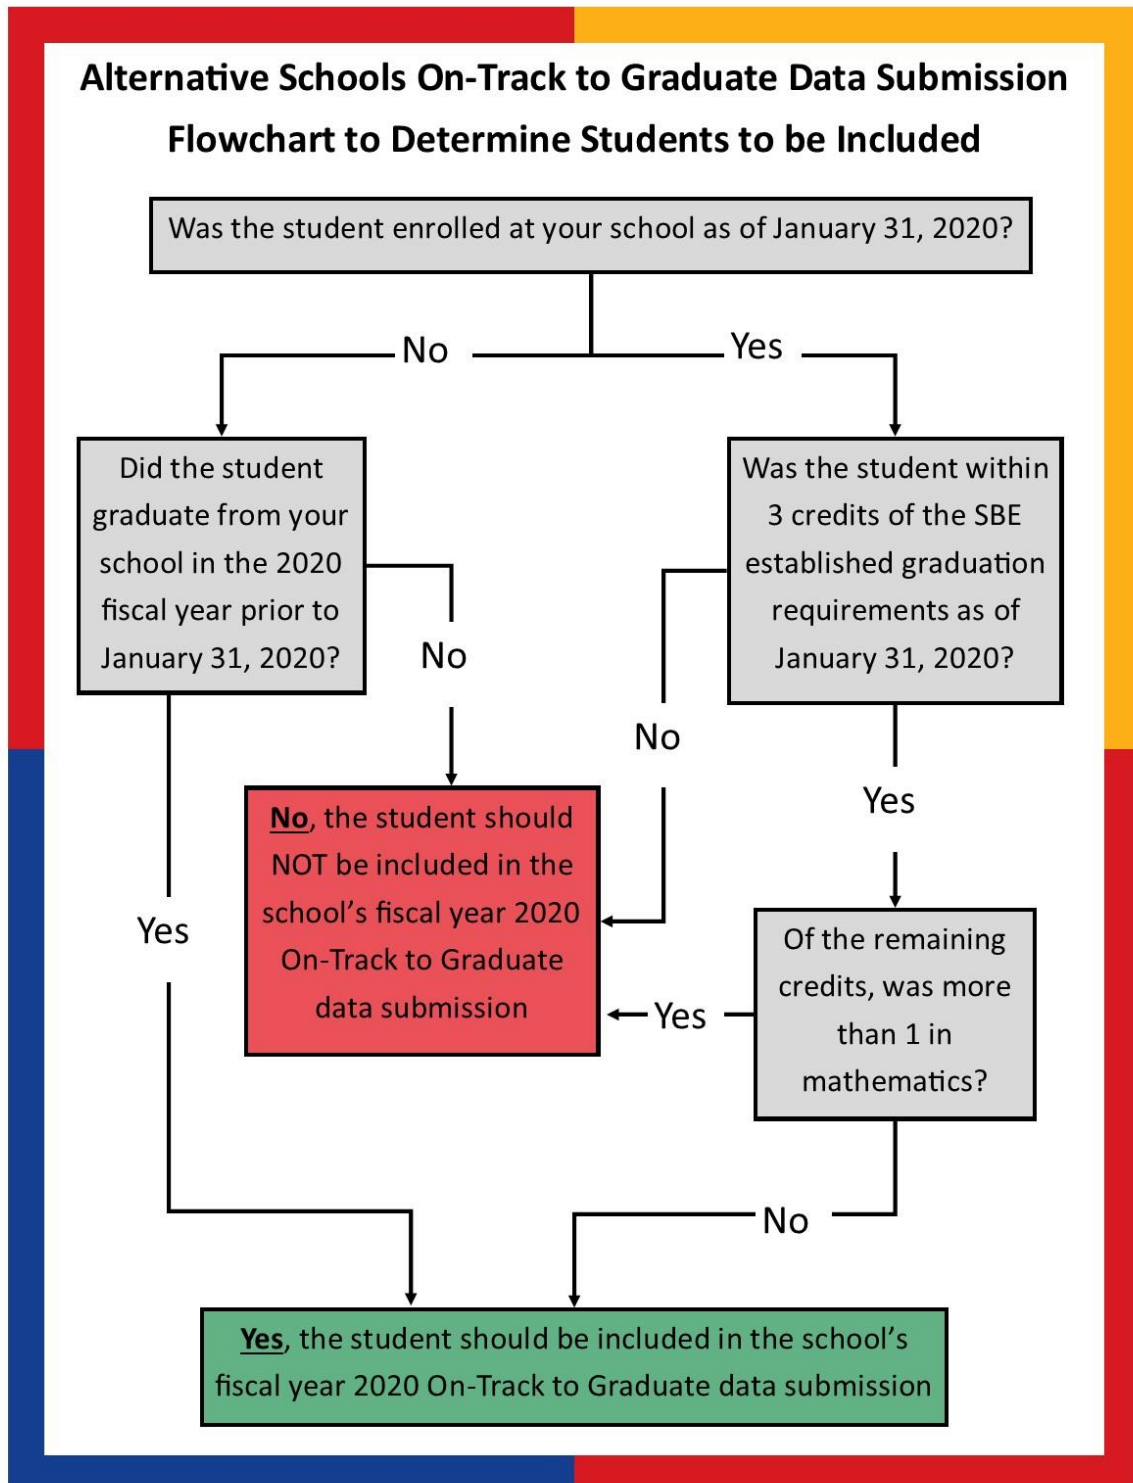 Alternative Schools On-Track to Graduate Data Submission
Flowchart to Determine Students to be Included
Was the student enrolled at your school as of January 31, 2020?
No
Yes
Did the student
graduate from your
school in the 2020
fiscal year prior to
January 31, 2020?
Was the student within
3 credits of the SBE
established graduation
requirements as of
January 31, 2020?
No
No
Yes
No, the student should
NOT be included in the
school’s fiscal year 2020
On-Track to Graduate
data submission
Yes
Of the remaining
credits, was more
than 1 in
mathematics?
Yes
No
Yes, the student should be included in the school’s
fiscal year 2020 On-Track to Graduate data submission